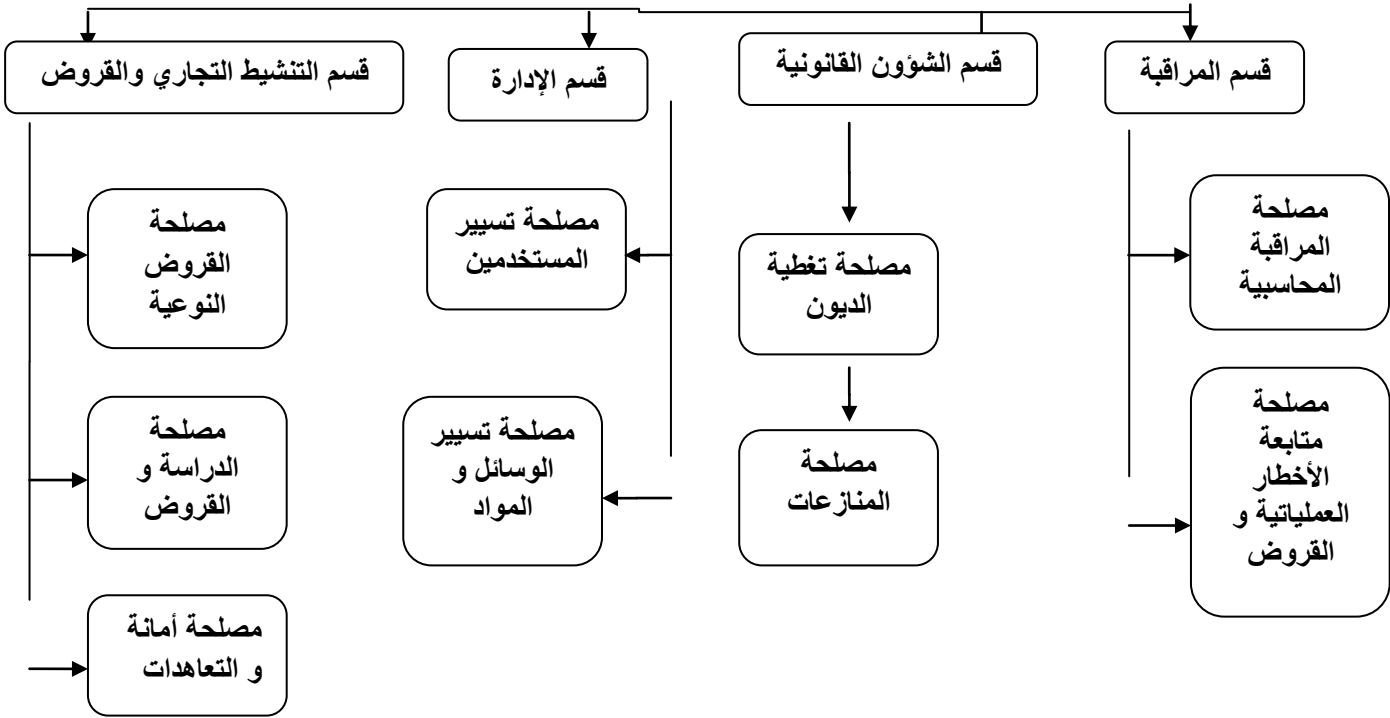 قسم المراقبة
قسم الشؤون القانونية
قسم الإدارة
قسم التنشيط التجاري والقروض
مصلحة
المراقبة
المحاسبية
مصلحة
متابعة
الأخطار
العملياتية و
القروض
مصلحة تغطية
الديون
مصلحة
المنازعات
مصلحة تسيير
المستخدمين
مصلحة تسيير
الوسائل و
المواد
مصلحة
القروض
النوعية
مصلحة
الدراسة و
القروض
مصلحة أمانة
و التعاهدات